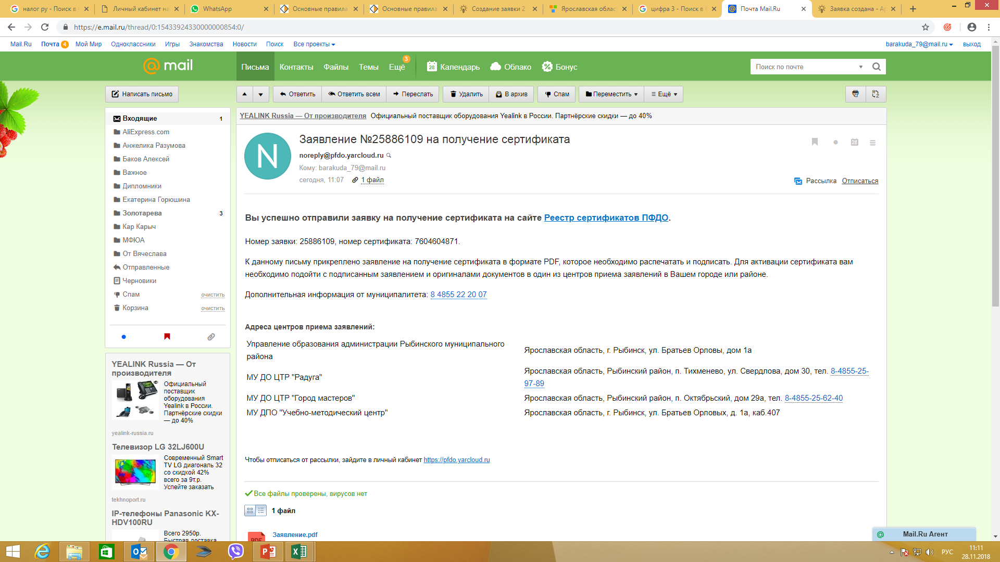 налог ру - Поиск в
Личный кабинет на
WhatsApp
Основные правила
Основные правила
Создание заявки 2
Ярославская област
цифра 3 - Поиск в
Почта Mail.Ru
Заявка создана - Ар
https://e.mail.ru/thread/0:15433924330000000854:0/
Mail.Ru Почта 4 Мой Мир Одноклассники Игры Знакомства Новости Поиск Все проекты
barakuda_79@mail.ru выход
@mail
Письма Контакты Файлы Темы Ещё 3
28 Календарь Облако Бонус
Поиск по почте
Написать письмо
Ответить Ответить всем Переслать Удалить В архив Спам Переместить Ещё
Входящие 1
AliExpress.com
Анжелика Разумова
Баков Алексей
Важное
Дипломники
Екатерина Горюшина
Золотарева 3
Кар Карыч
МФЮА
От Вячеслава
Отправленные
Черновики
Спам очистить
Корзина очистить
YEALINK Russia — От
производителя
Официальный
поставщик
оборудования
Yealink в России.
Партнёрские скидки
— до 40%
yealink-russia.ru
Телевизор LG 32LJ600U
Современный Smart
TV LG диагональ 32
со скидкой 42%
всего за 9т.р.
Успейте заказать
tekhnoport.ru
IP-телефоны Panasonic KX-
HDV100RU
Всего 2950р.
Быстрая доставка
YEALINK Russia — От производителя Официальный поставщик оборудования Yealink в России. Партнёрские скидки — до 40%
N
Заявление №25886109 на получение сертификата
28
noreply@pfdo.yarcloud.ru
Кому: barakuda_79@mail.ru
сегодня, 11:07 1 файл
Рассылка Отписаться
Вы успешно отправили заявку на получение сертификата на сайте Реестр сертификатов ПФДО.
Номер заявки: 25886109, номер сертификата: 7604604871.
К данному письму прикреплено заявление на получение сертификата в формате PDF, которое необходимо распечатать и подписать. Для активации сертификата вам
необходимо подойти с подписанным заявлением и оригиналами документов в один из центров приема заявлений в Вашем городе или районе.
Дополнительная информация от муниципалитета: 8 4855 22 20 07
Адреса центров приема заявлений:
Управление образования администрации Рыбинского муниципального
района
Ярославская область, г. Рыбинск, ул. Братьев Орловы, дом 1а
МУ ДО ЦТР "Радуга"
Ярославская область, Рыбинский район, п. Тихменево, ул. Свердлова, дом 30, тел. 8-4855-25-
97-89
МУ ДО ЦТР "Город мастеров"
Ярославская область, Рыбинский район, п. Октябрьский, дом 29а, тел. 8-4855-25-62-40
МУ ДПО "Учебно-методический центр"
Ярославская область, г. Рыбинск, ул. Братьев Орловых, д. 1а, каб.407
Чтобы отписаться от рассылки, зайдите в личный кабинет https://pfdo.yarcloud.ru
Все файлы проверены, вирусов нет
1 файл
PDF
Заявление.pdf
Mail.Ru Агент
РУС
11:11
28.11.2018